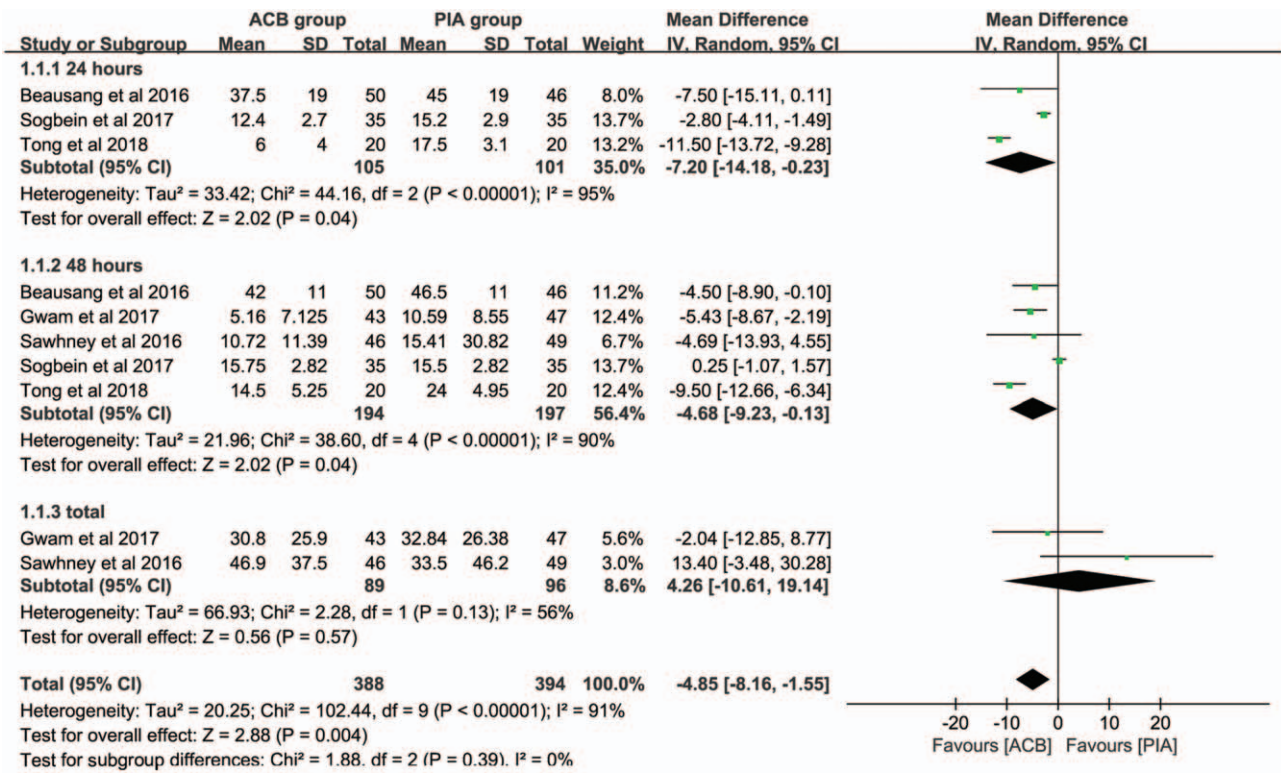 ACB group PIA group Mean Difference Mean Difference
Study or Subgroup Mean SD Total Mean SD Total Weight IV, Random, 95% CI IV, Random, 95% CI
1.1.1 24 hours
Beausang et al 2016 37.5 19 50 45 19 46 8.0% -7.50 [-15.11, 0.11]
Sogbein et al 2017 12.4 2.7 35 15.2 2.9 35 13.7% -2.80 [-4.11, -1.49]
Tong et al 2018 6 4 20 17.5 3.1 20 13.2% -11.50 [-13.72, -9.28]
Subtotal (95% CI) 105 101 35.0% -7.20 [-14.18, -0.23]
Heterogeneity: Tau² = 33.42; Chi² = 44.16, df = 2 (P < 0.00001); I² = 95%
Test for overall effect: Z = 2.02 (P = 0.04)
1.1.2 48 hours
Beausang et al 2016 42 11 50 46.5 11 46 11.2% -4.50 [-8.90, -0.10]
Gwam et al 2017 5.16 7.125 43 10.59 8.55 47 12.4% -5.43 [-8.67, -2.19]
Sawhney et al 2016 10.72 11.39 46 15.41 30.82 49 6.7% -4.69 [-13.93, 4.55]
Sogbein et al 2017 15.75 2.82 35 15.5 2.82 35 13.7% 0.25 [-1.07, 1.57]
Tong et al 2018 14.5 5.25 20 24 4.95 20 12.4% -9.50 [-12.66, -6.34]
Subtotal (95% CI) 194 197 56.4% -4.68 [-9.23, -0.13]
Heterogeneity: Tau² = 21.96; Chi² = 38.60, df = 4 (P < 0.00001); I² = 90%
Test for overall effect: Z = 2.02 (P = 0.04)
1.1.3 total
Gwam et al 2017 30.8 25.9 43 32.84 26.38 47 5.6% -2.04 [-12.85, 8.77]
Sawhney et al 2016 46.9 37.5 46 33.5 46.2 49 3.0% 13.40 [-3.48, 30.28]
Subtotal (95% CI) 89 96 8.6% 4.26 [-10.61, 19.14]
Heterogeneity: Tau² = 66.93; Chi² = 2.28, df = 1 (P = 0.13); I² = 56%
Test for overall effect: Z = 0.56 (P = 0.57)
Total (95% CI) 388 394 100.0% -4.85 [-8.16, -1.55]
Heterogeneity: Tau² = 20.25; Chi² = 102.44, df = 9 (P < 0.00001); I² = 91%
Test for overall effect: Z = 2.88 (P = 0.004)
Test for subgroup differences: Chi² = 1.88, df = 2 (P = 0.39), I² = 0%
-20 -10 0 10 20
Favours [ACB] Favours [PIA]